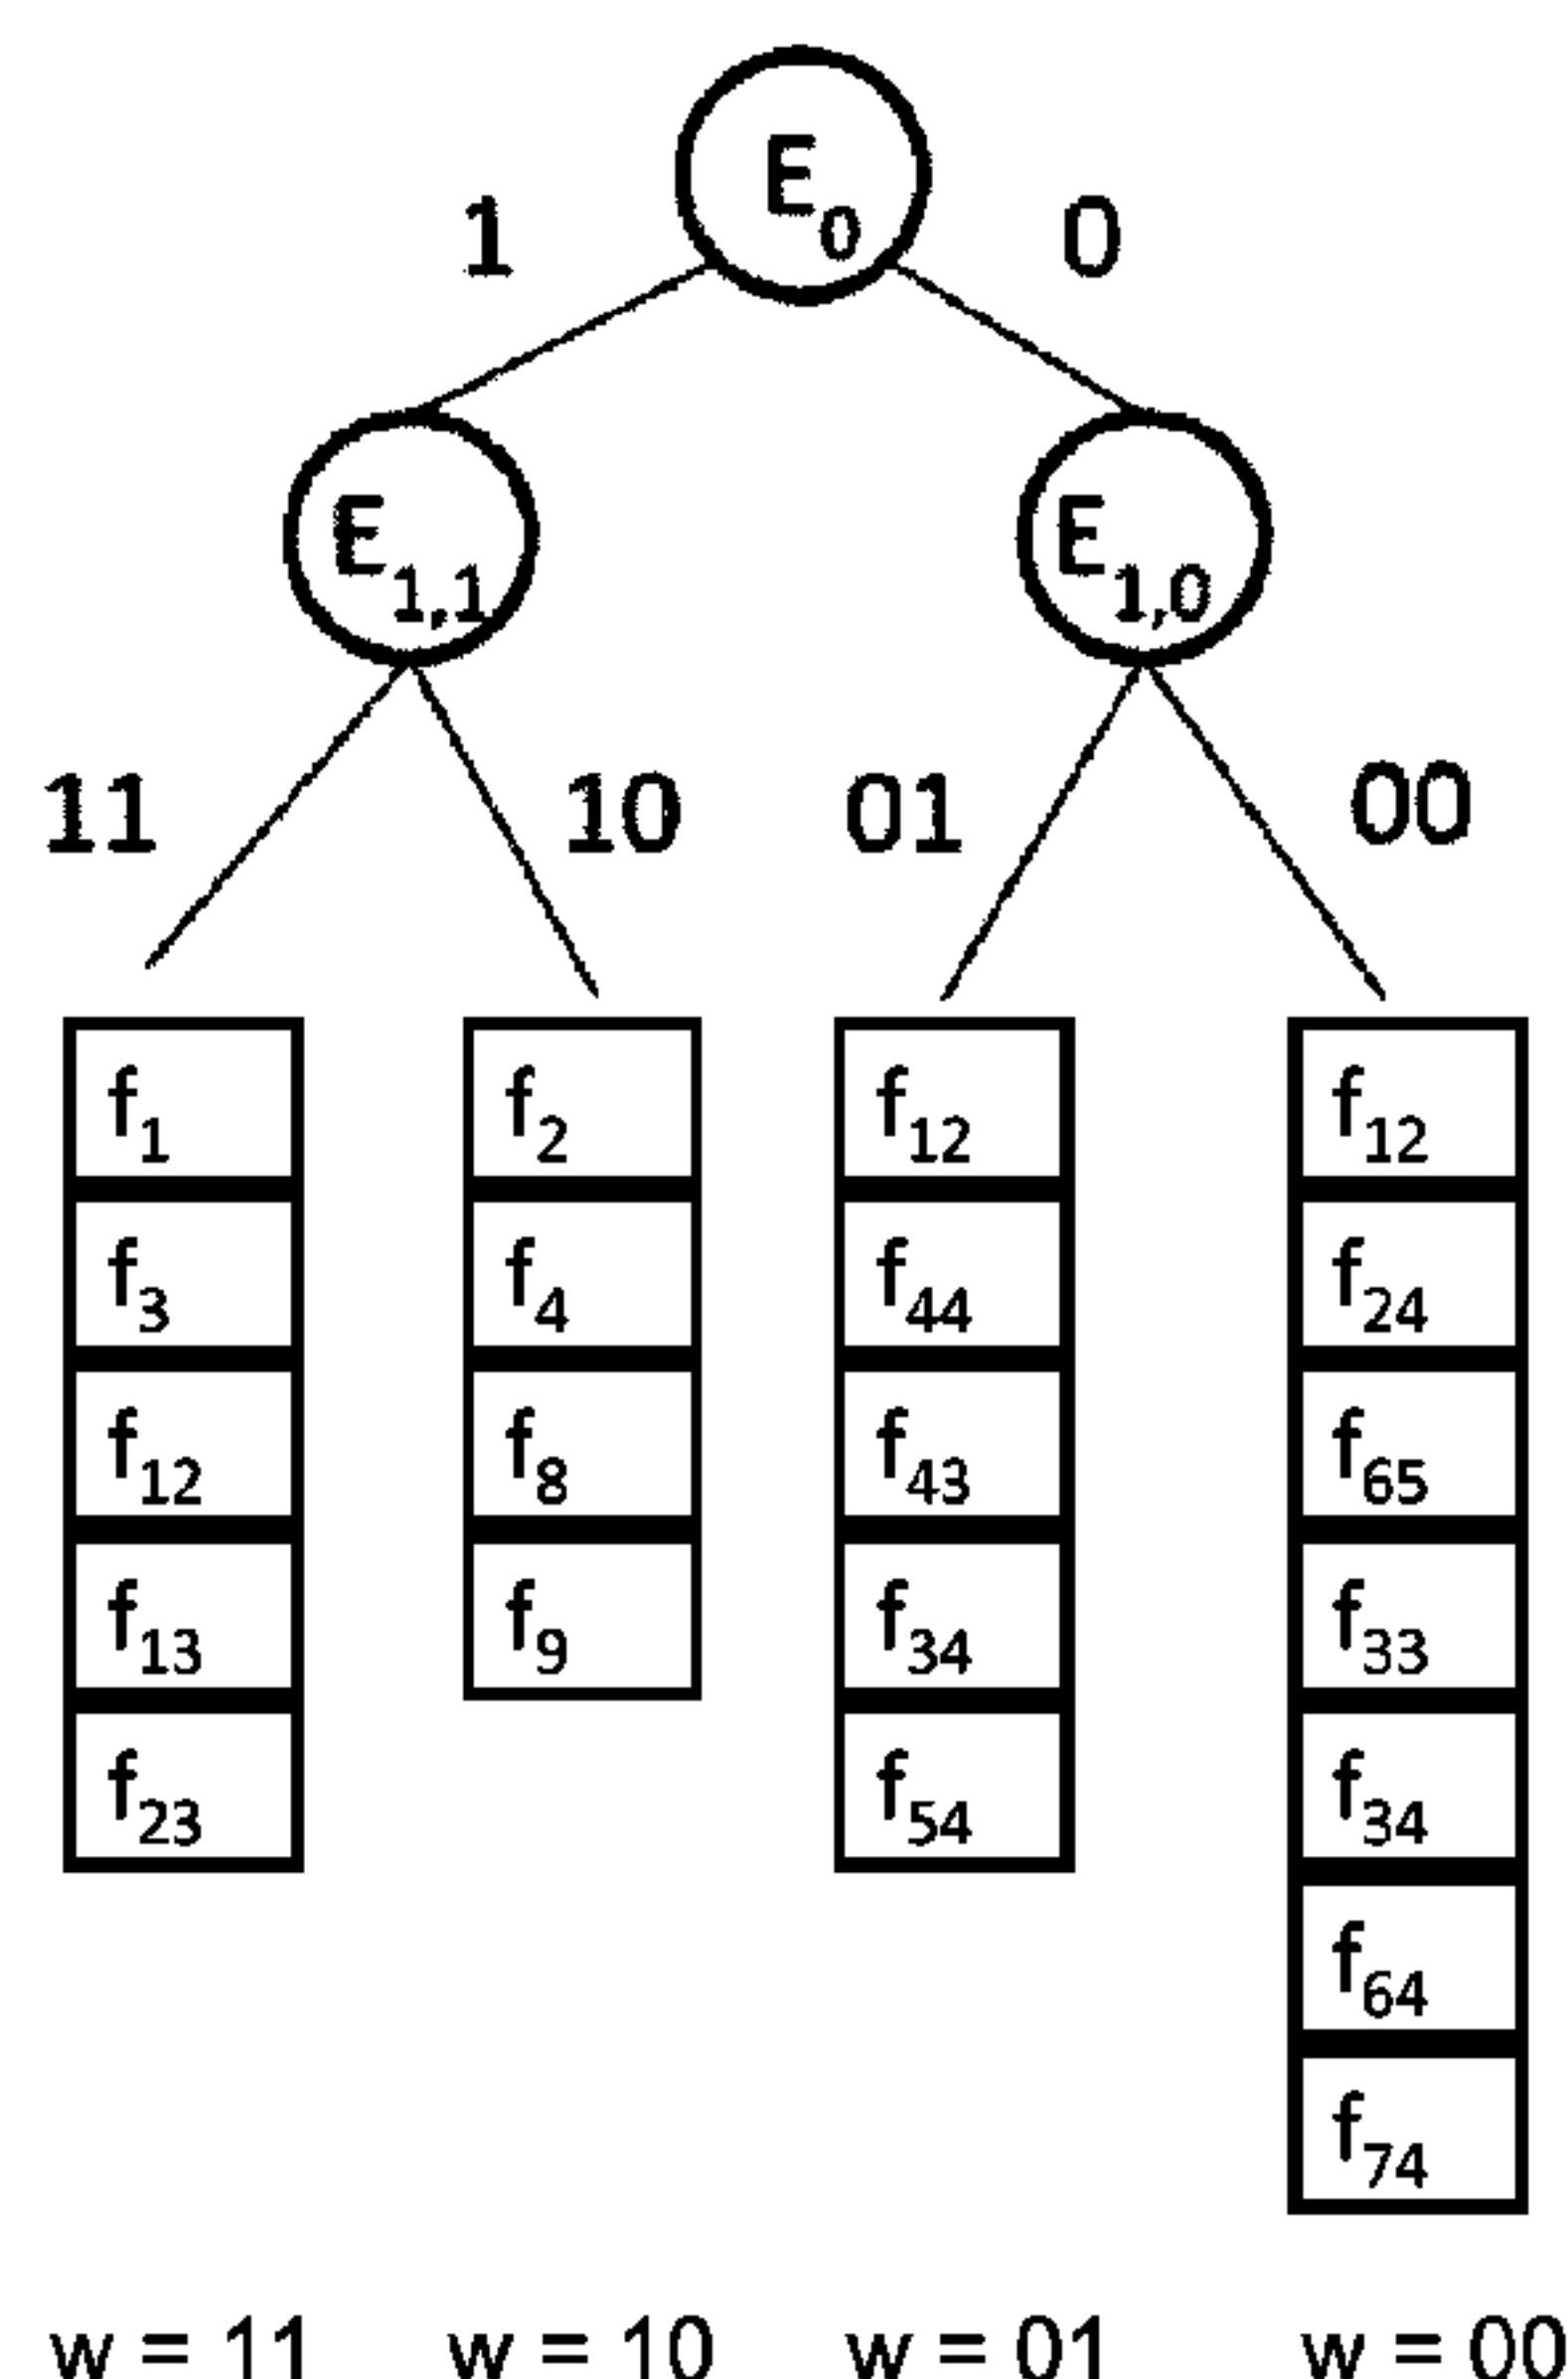 E0
1 0
E1,1 E1,0
11 10 01 00
f1 f2 f12 f12
f3 f4 f44 f24
f12 f8 f43 f65
f13 f9 f34 f33
f23 f54 f34
f64
f74
w = 11 w = 10 w = 01 w = 00